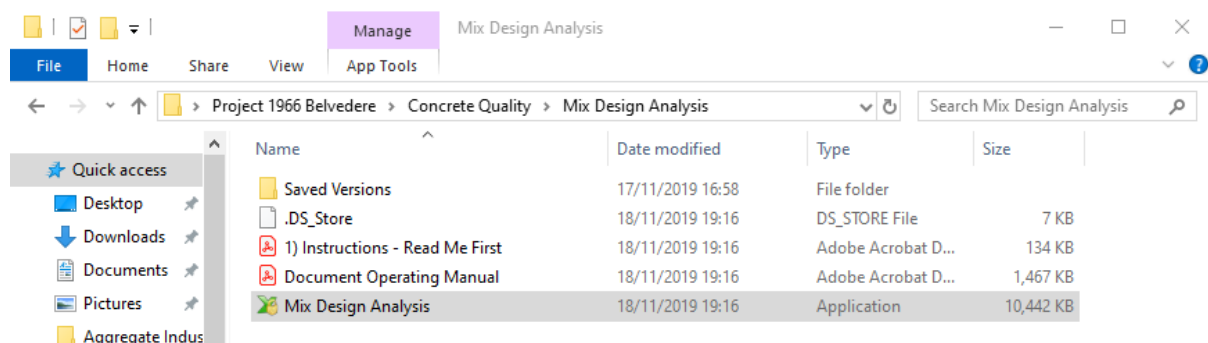 Manage Mix Design Analysis
File Home Share View App Tools
Project 1966 Belvedere > Concrete Quality > Mix Design Analysis Search Mix Design Analysis
Name Date modified Type Size
Quick access
Saved Versions 17/11/2019 16:58 File folder
Desktop
.DS_Store 18/11/2019 19:16 DS_STORE File 7 KB
Downloads
1) Instructions - Read Me First 18/11/2019 19:16 Adobe Acrobat D... 134 KB
Documents
Document Operating Manual 18/11/2019 19:16 Adobe Acrobat D... 1,467 KB
Pictures
Mix Design Analysis 18/11/2019 19:16 Application 10,442 KB
Aggregate Indus